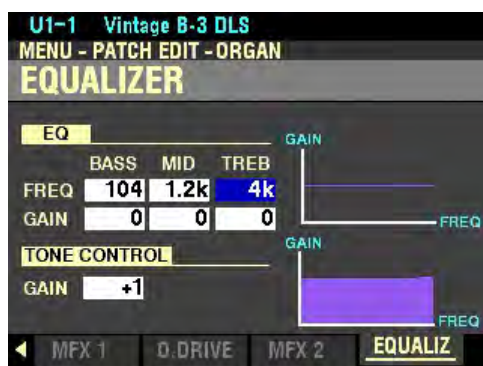 U1-1 Vintage B-3 DLS
MENU - PATCH EDIT - ORGAN
EQUALIZER
EQ
GAIN
BASS MID TREB
FREQ 104 1.2k 4k
GAIN 0 0 0
FREQ
TONE CONTROL
GAIN
GAIN +1
FREQ
MFX 1 O.DRIVE MFX 2 EQUALIZ